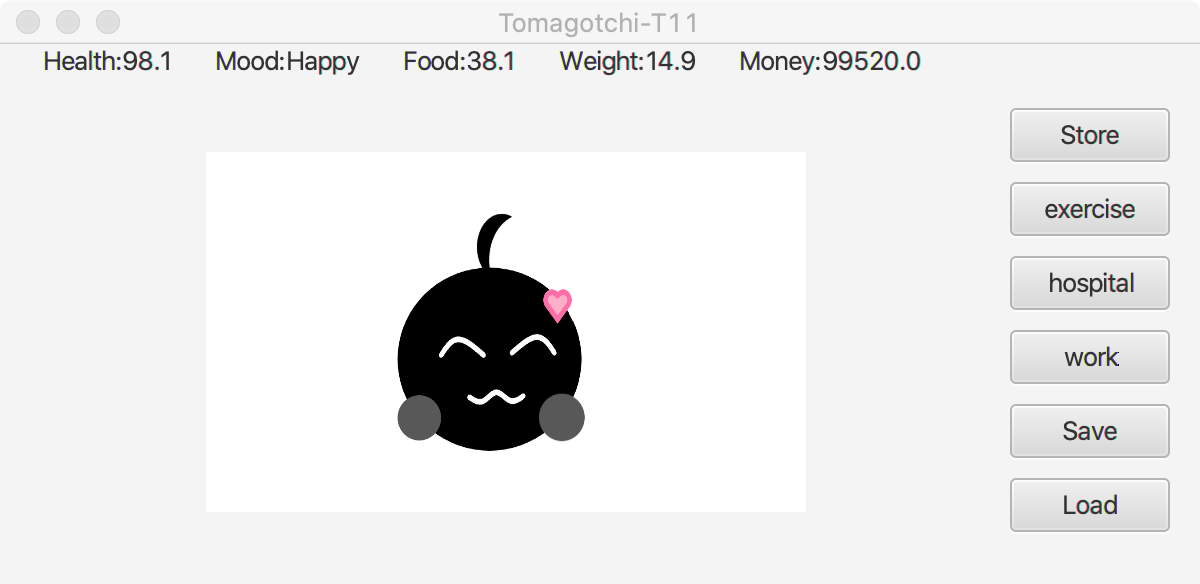 Tomagotchi-T11
Health:98.1 Mood:Happy Food:38.1 Weight:14.9 Money:99520.0
Store
exercise
hospital
work
Save
Load